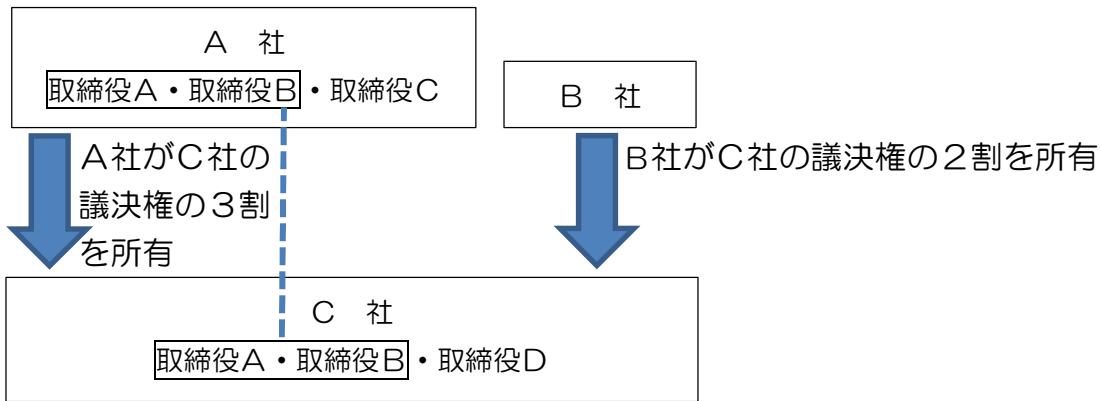 A 社
取締役A・取締役B・取締役C
B 社
A社がC社の
議決権の3割
を所有
B社がC社の議決権の2割を所有
C 社
取締役A・取締役B・取締役D